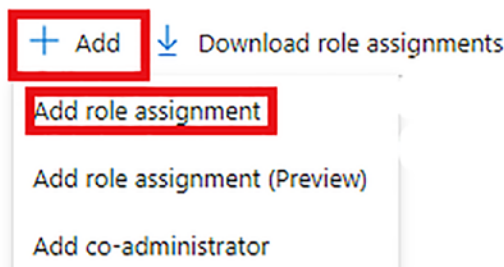 + Add Download role assignments
Add role assignment
Add role assignment (Preview)
Add co-administrator